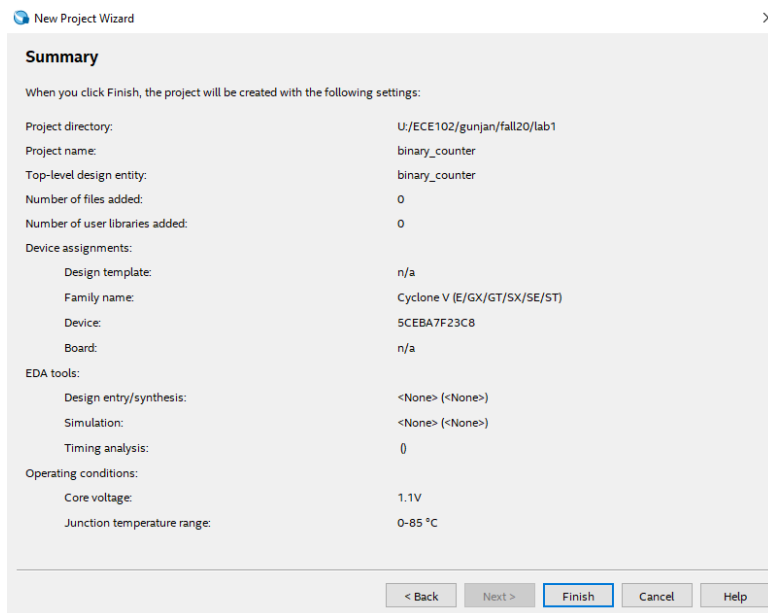 New Project Wizard
Summary
When you click Finish, the project will be created with the following settings:
Project directory: U:/ECE102/gunjan/fall20/lab1
Project name: binary_counter
Top-level design entity: binary_counter
Number of files added: 0
Number of user libraries added: 0
Device assignments:
Design template: n/a
Family name: Cyclone V (E/GX/GT/SX/SE/ST)
Device: 5CEBA7F23C8
Board: n/a
EDA tools:
Design entry/synthesis: <None> (<None>)
Simulation: <None> (<None>)
Timing analysis: ()
Operating conditions:
Core voltage: 1.1V
Junction temperature range: 0-85 °C
< Back Next > Finish Cancel Help